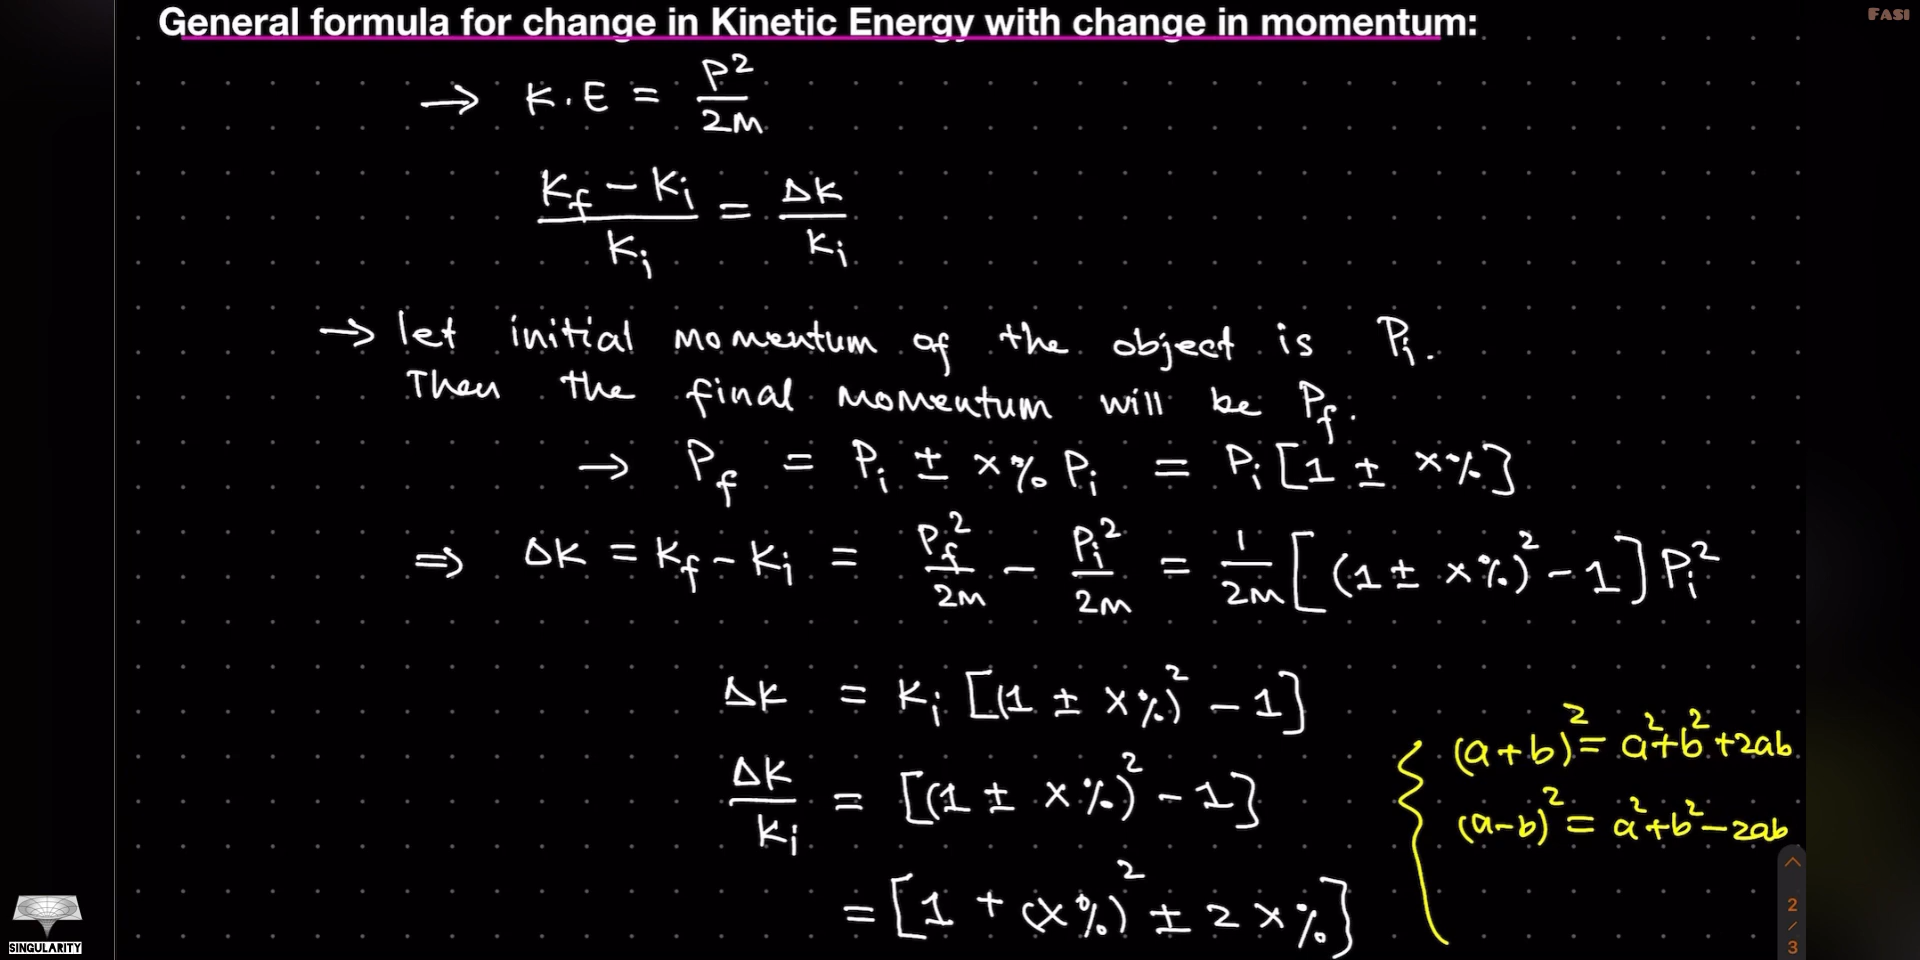 General formula for change in Kinetic Energy with change in momentum:
FASI
→ K.E = P²/2M
(Kf - Ki)/Ki = ΔK/Ki
→ let initial momentum of the object is Pi.
Then the final momentum will be Pf.
→ Pf = Pi ± x% Pi = Pi [1 ± x%]
⇒ ΔK = Kf - Ki = Pf²/2M - Pi²/2M = 1/2M [(1 ± x%)² - 1] Pi²
ΔK = Ki [(1 ± x%)² - 1]
ΔK/Ki = [(1 ± x%)² - 1]
= [1 + (x%)² ± 2x%]
(a+b)² = a²+b²+2ab
(a-b)² = a²+b²-2ab
2/3
SINGULARITY